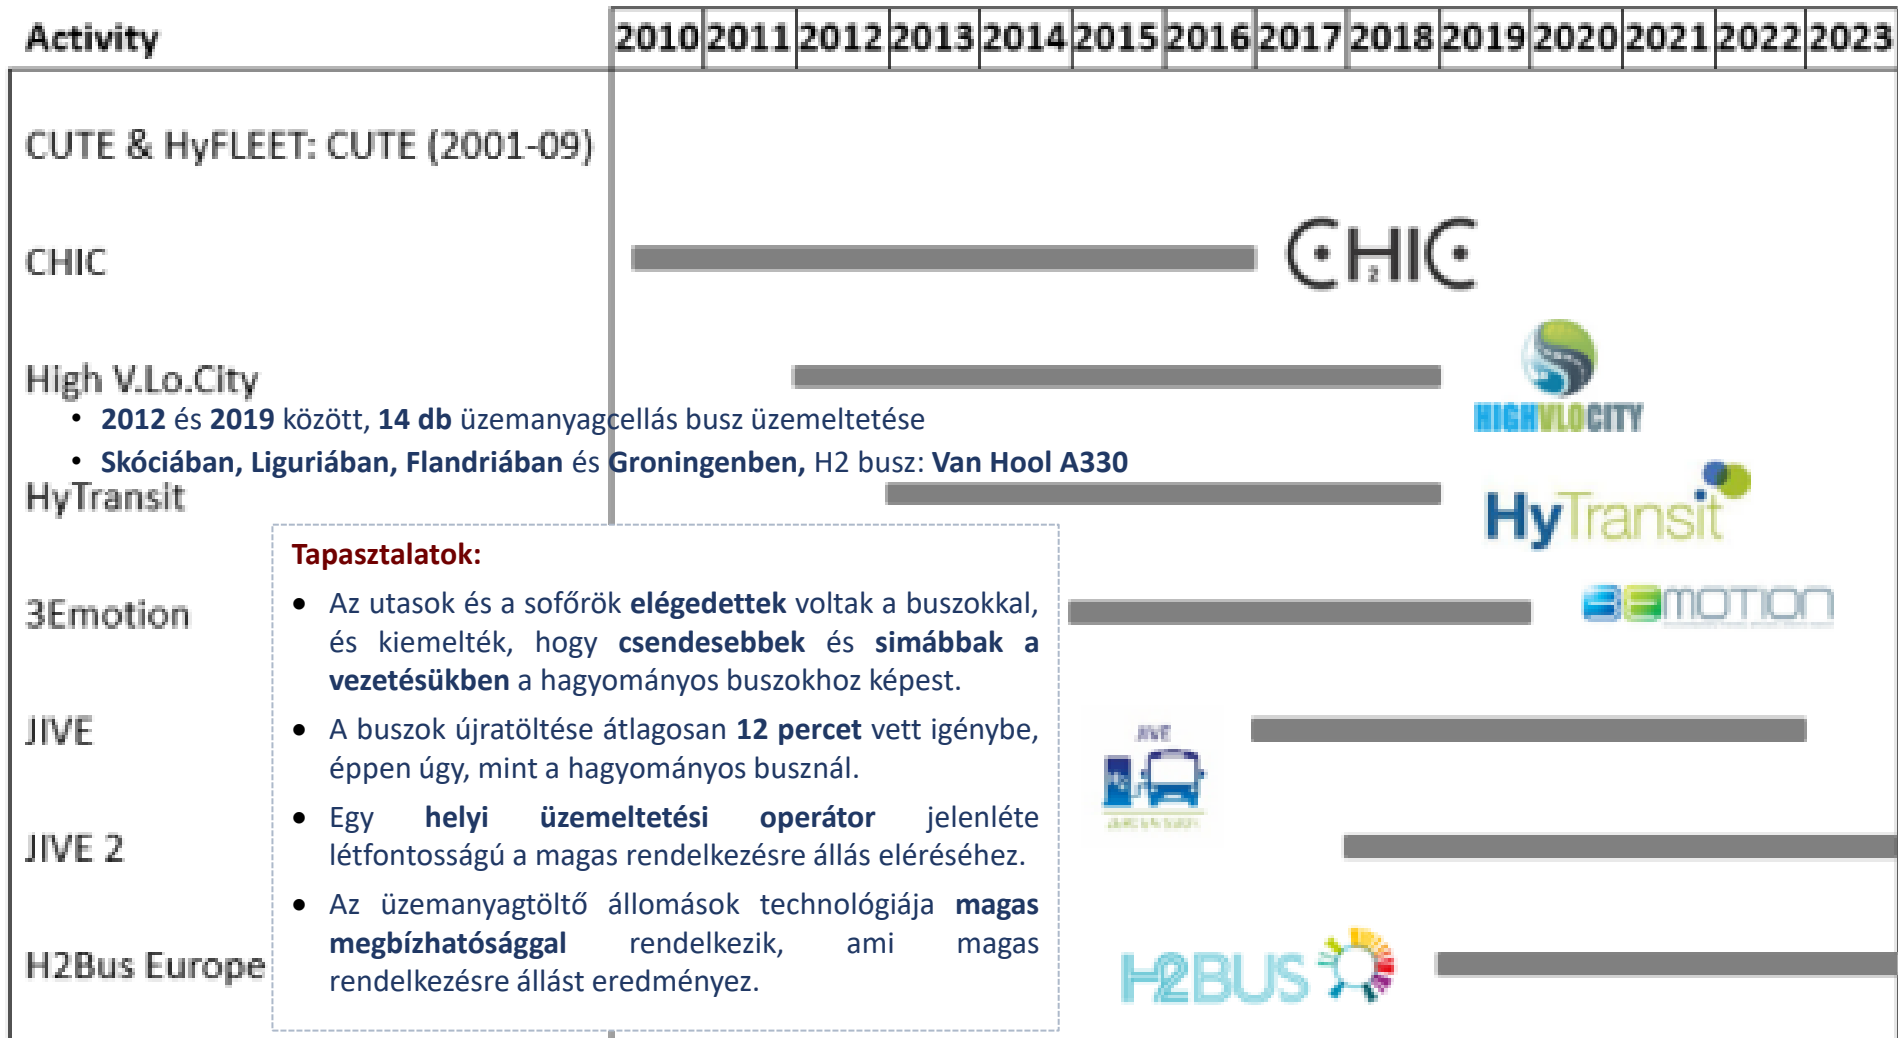 Activity 2010 2011 2012 2013 2014 2015 2016 2017 2018 2019 2020 2021 2022 2023
CUTE & HyFLEET: CUTE (2001-09)
CHIC
CH2IC
High V.Lo.City
HIGHVLOCITY
• 2012 és 2019 között, 14 db üzemanyagcellás busz üzemeltetése
• Skóciában, Liguriában, Flandriában és Groningenben, H2 busz: Van Hool A330
HyTransit
HyTransit
Tapasztalatok:
• Az utasok és a sofőrök elégedettek voltak a buszokkal,
és kiemelték, hogy csendesebbek és simábbak a
vezetésükben a hagyományos buszokhoz képest.
3Emotion
3EMOTION
• A buszok újratöltése átlagosan 12 percet vett igénybe,
éppen úgy, mint a hagyományos busznál.
JIVE
JIVE
• Egy helyi üzemeltetési operátor jelenléte
létfontosságú a magas rendelkezésre állás eléréséhez.
JIVE 2
• Az üzemanyagtöltő állomások technológiája magas
megbízhatósággal rendelkezik, ami magas
rendelkezésre állást eredményez.
H2Bus Europe
H2BUS